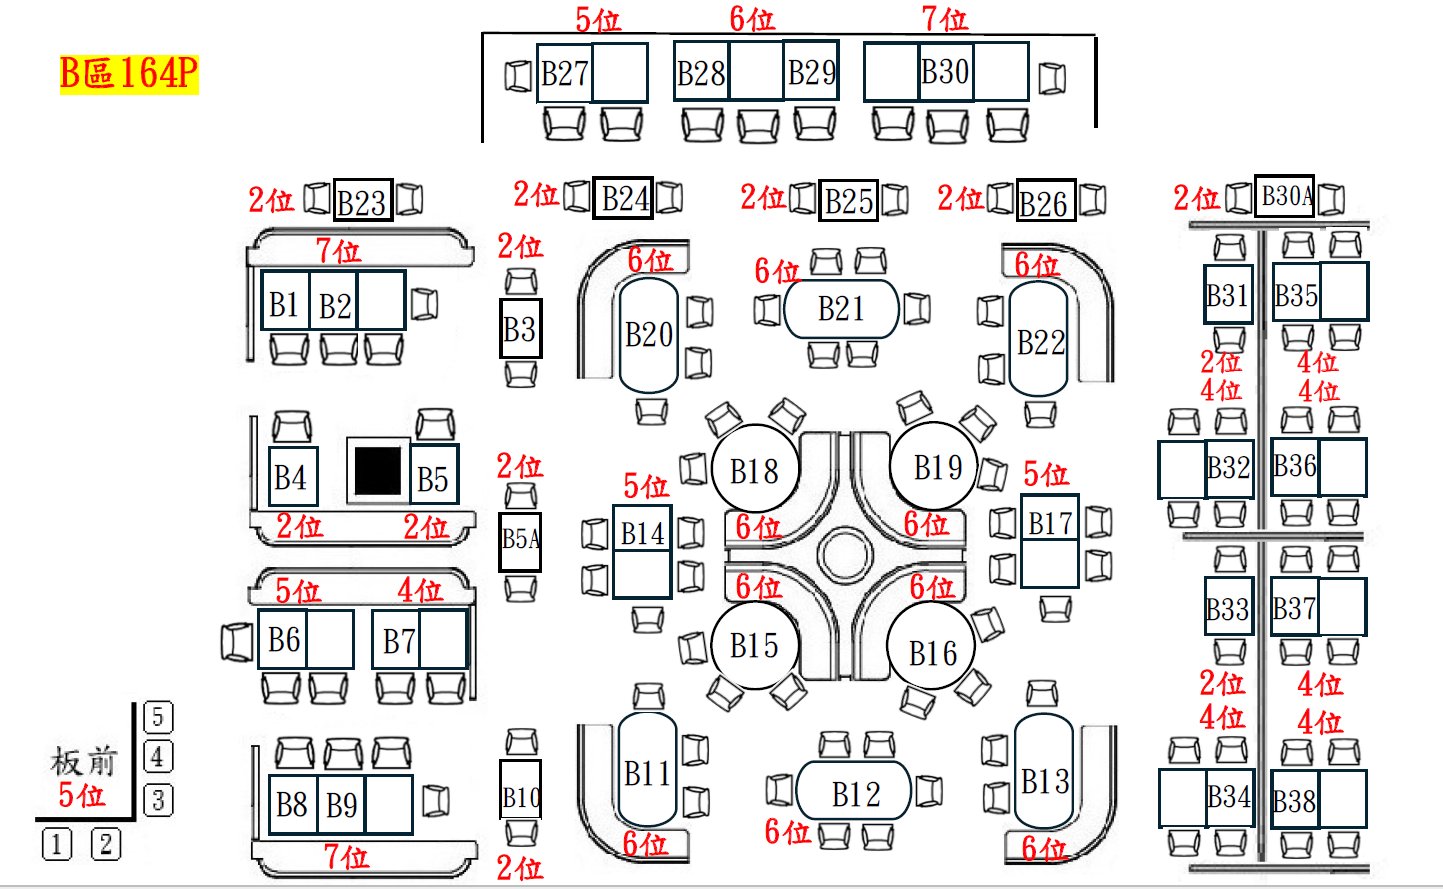 5位 6位 7位
B區164P
B27 B28 B29 B30
2位 B23 2位 B24 2位 B25 2位 B26 2位 B30A
7位 2位 6位 6位 6位
B1 B2 B3 B20 B21 B22 B31 B35
2位 4位
4位 4位
B4 B5 2位 B18 B19 B32 B36
5位 5位
2位 2位 B5A B14 6位 6位 B17
5位 4位 6位 6位
B6 B7 B15 B16 B33 B37
2位 4位
4位 4位
板前 5 4 3
5位
1 2
B8 B9 B10 B11 B12 B13 B34 B38
6位
7位 2位 6位 6位